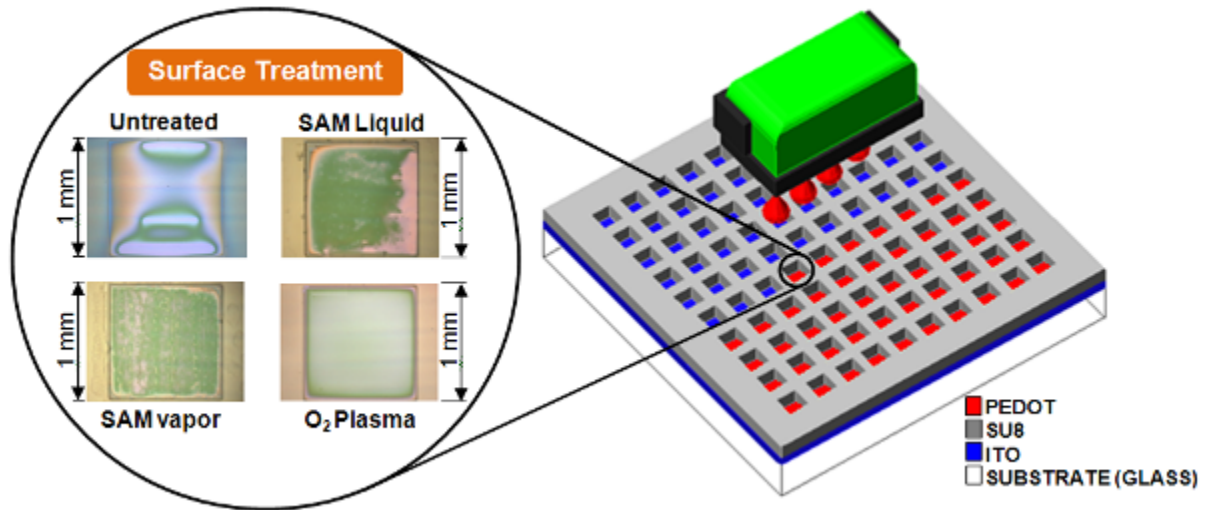 Surface Treatment
Untreated
SAM Liquid
1 mm
1 mm
1 mm
1 mm
SAM vapor
O₂ Plasma
PEDOT
SU8
ITO
SUBSTRATE (GLASS)